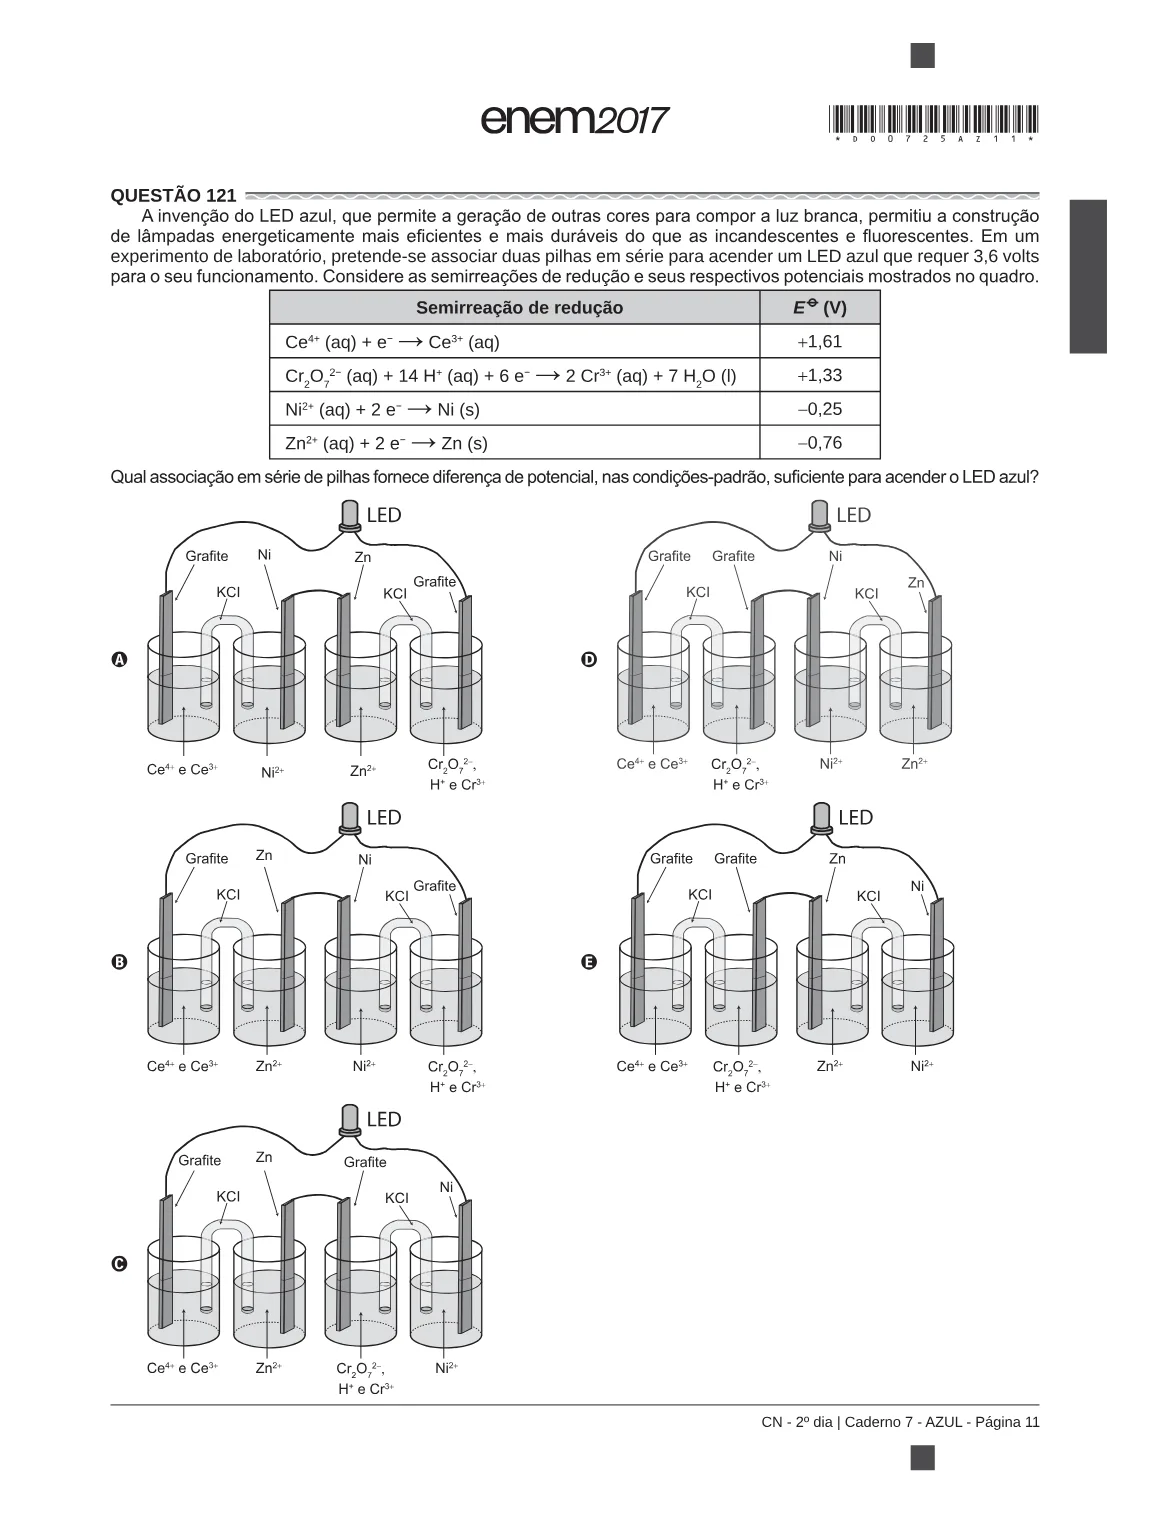 enem2017
*D00725AZ11*
QUESTÃO 121
A invenção do LED azul, que permite a geração de outras cores para compor a luz branca, permitiu a construção
de lâmpadas energeticamente mais eficientes e mais duráveis do que as incandescentes e fluorescentes. Em um
experimento de laboratório, pretende-se associar duas pilhas em série para acender um LED azul que requer 3,6 volts
para o seu funcionamento. Considere as semirreações de redução e seus respectivos potenciais mostrados no quadro.
Semirreação de redução E⊖ (V)
Ce⁴⁺ (aq) + e⁻ ⟶ Ce³⁺ (aq) +1,61
Cr₂O₇²⁻ (aq) + 14 H⁺ (aq) + 6 e⁻ ⟶ 2 Cr³⁺ (aq) + 7 H₂O (l) +1,33
Ni²⁺ (aq) + 2 e⁻ ⟶ Ni (s) −0,25
Zn²⁺ (aq) + 2 e⁻ ⟶ Zn (s) −0,76
Qual associação em série de pilhas fornece diferença de potencial, nas condições-padrão, suficiente para acender o LED azul?
A
LED
Grafite Ni Zn Grafite
KCl KCl
Ce⁴⁺ e Ce³⁺ Ni²⁺ Zn²⁺ Cr₂O₇²⁻,
H⁺ e Cr³⁺
B
LED
Grafite Zn Ni Grafite
KCl KCl
Ce⁴⁺ e Ce³⁺ Zn²⁺ Ni²⁺ Cr₂O₇²⁻,
H⁺ e Cr³⁺
C
LED
Grafite Zn Grafite Ni
KCl KCl
Ce⁴⁺ e Ce³⁺ Zn²⁺ Cr₂O₇²⁻, Ni²⁺
H⁺ e Cr³⁺
D
LED
Grafite Grafite Ni Zn
KCl KCl
Ce⁴⁺ e Ce³⁺ Cr₂O₇²⁻, Ni²⁺ Zn²⁺
H⁺ e Cr³⁺
E
LED
Grafite Grafite Zn Ni
KCl KCl
Ce⁴⁺ e Ce³⁺ Cr₂O₇²⁻, Zn²⁺ Ni²⁺
H⁺ e Cr³⁺
CN - 2º dia | Caderno 7 - AZUL - Página 11